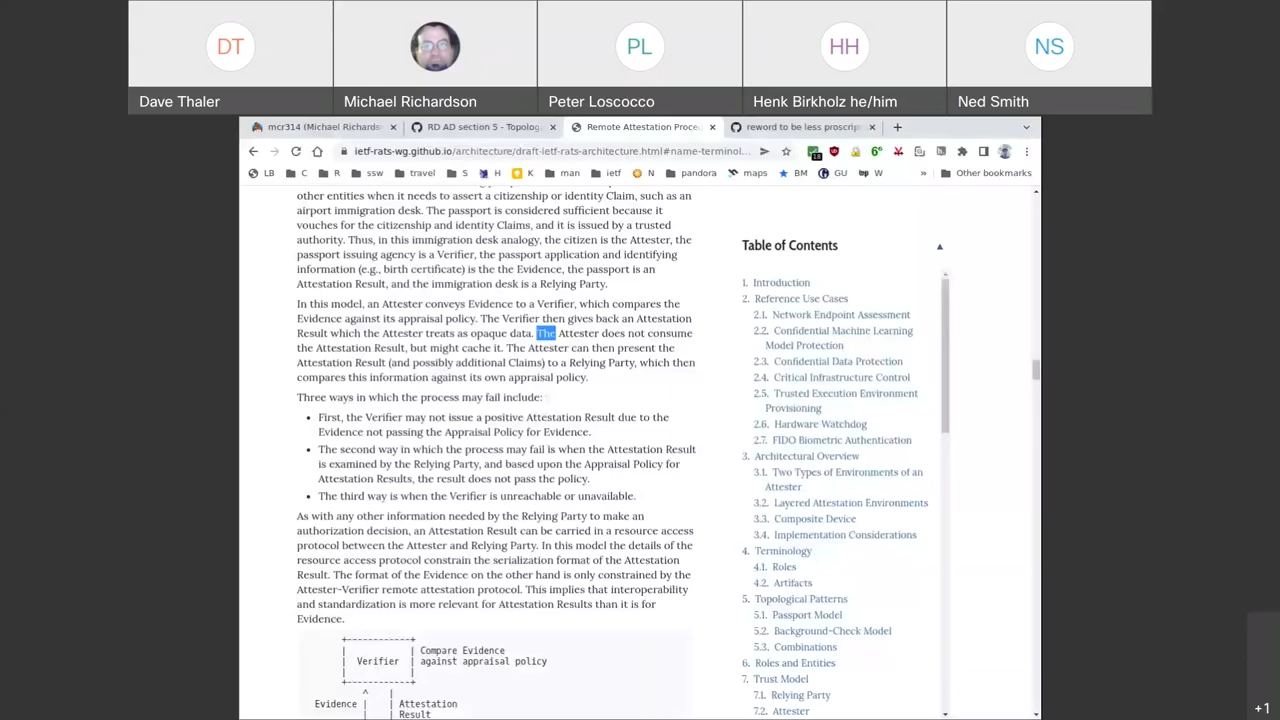 DT
PL
HH
NS
Dave Thaler
Michael Richardson
Peter Loscocco
Henk Birkholz he/him
Ned Smith
mcr314 (Michael Richards
RD AD section 5 - Topolog
Remote Attestation Proce
reword to be less proscrip
ietf-rats-wg.github.io/architecture/draft-ietf-rats-architecture.html#name-terminol...
18
6
LB
C
R
ssw
travel
S
H
K
man
ietf
N
pandora
maps
BM
GU
W
»
Other bookmarks
other entities when it needs to assert a citizenship or identity Claim, such as an
airport immigration desk. The passport is considered sufficient because it
vouches for the citizenship and identity Claims, and it is issued by a trusted
authority. Thus, in this immigration desk analogy, the citizen is the Attester, the
passport issuing agency is a Verifier, the passport application and identifying
information (e.g., birth certificate) is the the Evidence, the passport is an
Attestation Result, and the immigration desk is a Relying Party.
In this model, an Attester conveys Evidence to a Verifier, which compares the
Evidence against its appraisal policy. The Verifier then gives back an Attestation
Result which the Attester treats as opaque data. The Attester does not consume
the Attestation Result, but might cache it. The Attester can then present the
Attestation Result (and possibly additional Claims) to a Relying Party, which then
compares this information against its own appraisal policy.
Three ways in which the process may fail include:
• First, the Verifier may not issue a positive Attestation Result due to the
Evidence not passing the Appraisal Policy for Evidence.
• The second way in which the process may fail is when the Attestation Result
is examined by the Relying Party, and based upon the Appraisal Policy for
Attestation Results, the result does not pass the policy.
• The third way is when the Verifier is unreachable or unavailable.
As with any other information needed by the Relying Party to make an
authorization decision, an Attestation Result can be carried in a resource access
protocol between the Attester and Relying Party. In this model the details of the
resource access protocol constrain the serialization format of the Attestation
Result. The format of the Evidence on the other hand is only constrained by the
Attester-Verifier remote attestation protocol. This implies that interoperability
and standardization is more relevant for Attestation Results than it is for
Evidence.
Compare Evidence
Verifier
against appraisal policy
Evidence
Attestation
Result
Table of Contents
1. Introduction
2. Reference Use Cases
2.1. Network Endpoint Assessment
2.2. Confidential Machine Learning
Model Protection
2.3. Confidential Data Protection
2.4. Critical Infrastructure Control
2.5. Trusted Execution Environment
Provisioning
2.6. Hardware Watchdog
2.7. FIDO Biometric Authentication
3. Architectural Overview
3.1. Two Types of Environments of an
Attester
3.2. Layered Attestation Environments
3.3. Composite Device
3.4. Implementation Considerations
4. Terminology
4.1. Roles
4.2. Artifacts
5. Topological Patterns
5.1. Passport Model
5.2. Background-Check Model
5.3. Combinations
6. Roles and Entities
7. Trust Model
7.1. Relying Party
7.2. Attester
+1